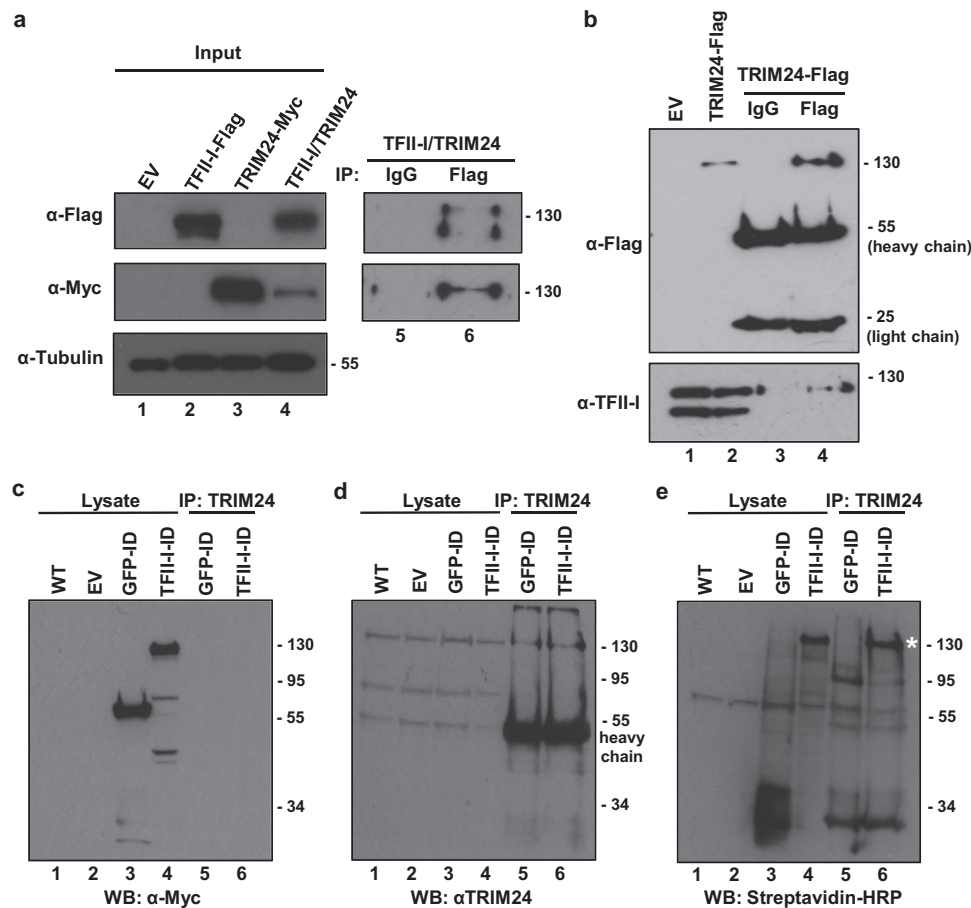 a
Input
EV
TFII-I-Flag
TRIM24-Myc
TFII-I/TRIM24
TFII-I/TRIM24
IP: IgG Flag
α-Flag
- 130
α-Myc
- 130
5 6
α-Tubulin
- 55
1 2 3 4
b
EV
TRIM24-Flag
TRIM24-Flag
IgG Flag
- 130
α-Flag
- 55
(heavy chain)
- 25
(light chain)
- 130
α-TFII-I
1 2 3 4
c
Lysate IP: TRIM24
WT
EV
GFP-ID
TFII-I-ID
GFP-ID
TFII-I-ID
- 130
- 95
- 55
- 34
1 2 3 4 5 6
WB: α-Myc
d
Lysate IP: TRIM24
WT
EV
GFP-ID
TFII-I-ID
GFP-ID
TFII-I-ID
- 130
- 95
- 55
heavy
chain
- 34
1 2 3 4 5 6
WB: αTRIM24
e
Lysate IP: TRIM24
WT
EV
GFP-ID
TFII-I-ID
GFP-ID
TFII-I-ID
* - 130
- 95
- 55
- 34
1 2 3 4 5 6
WB: Streptavidin-HRP